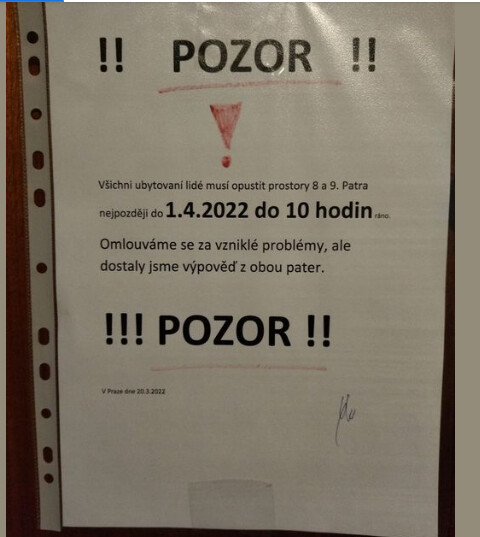 !! POZOR !!
!
Všichni ubytovaní lidé musí opustit prostory 8 a 9. Patra
nejpozději do 1.4.2022 do 10 hodin ráno.
Omlouváme se za vzniklé problémy, ale
dostaly jsme výpověď z obou pater.
!!! POZOR !!
V Praze dne 20.3.2022